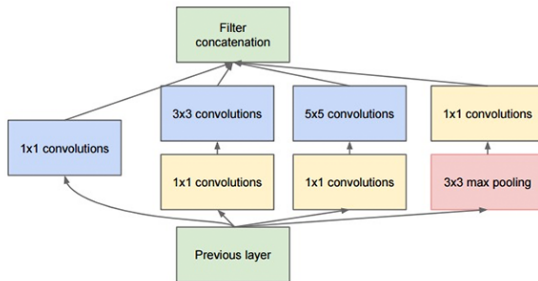 Filter
concatenation
3x3 convolutions
5x5 convolutions
1x1 convolutions
1x1 convolutions
1x1 convolutions
1x1 convolutions
3x3 max pooling
Previous layer